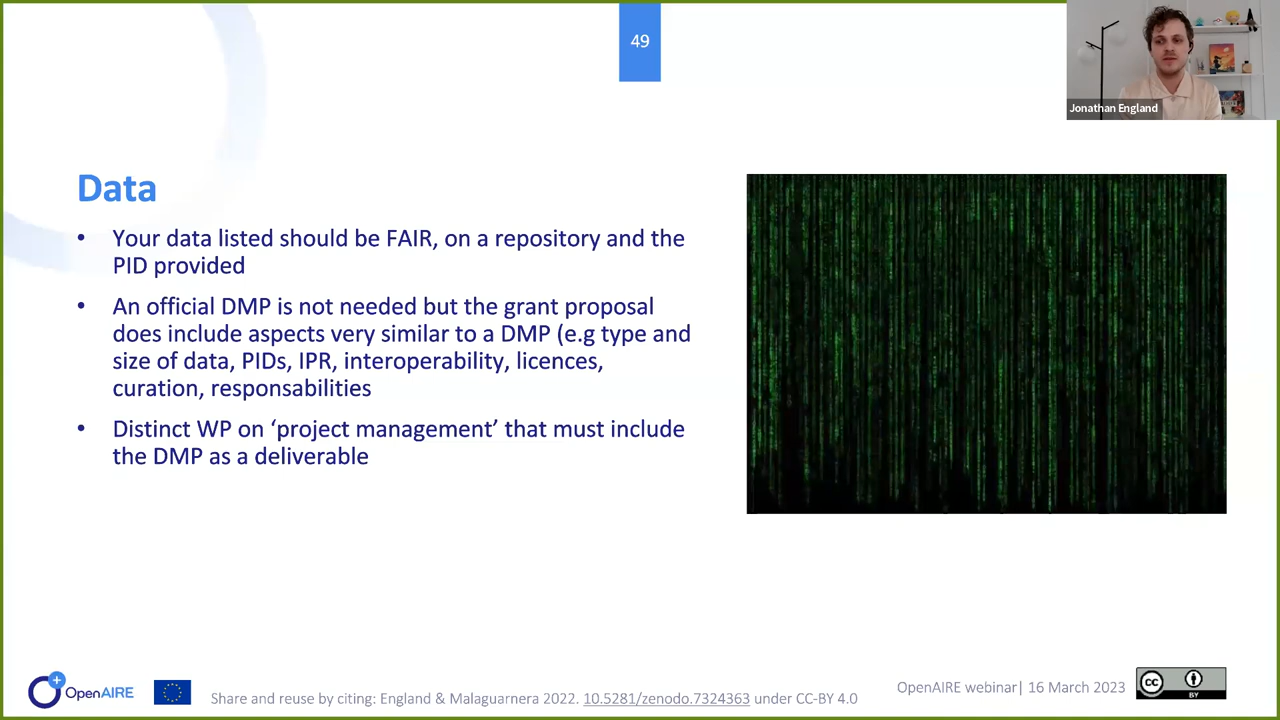 49
Jonathan England
Data
• Your data listed should be FAIR, on a repository and the
PID provided
• An official DMP is not needed but the grant proposal
does include aspects very similar to a DMP (e.g type and
size of data, PIDs, IPR, interoperability, licences,
curation, responsabilities
• Distinct WP on ‘project management’ that must include
the DMP as a deliverable
OpenAIRE
Share and reuse by citing: England & Malaguarnera 2022. 10.5281/zenodo.7324363 under CC-BY 4.0
OpenAIRE webinar| 16 March 2023
CC
BY